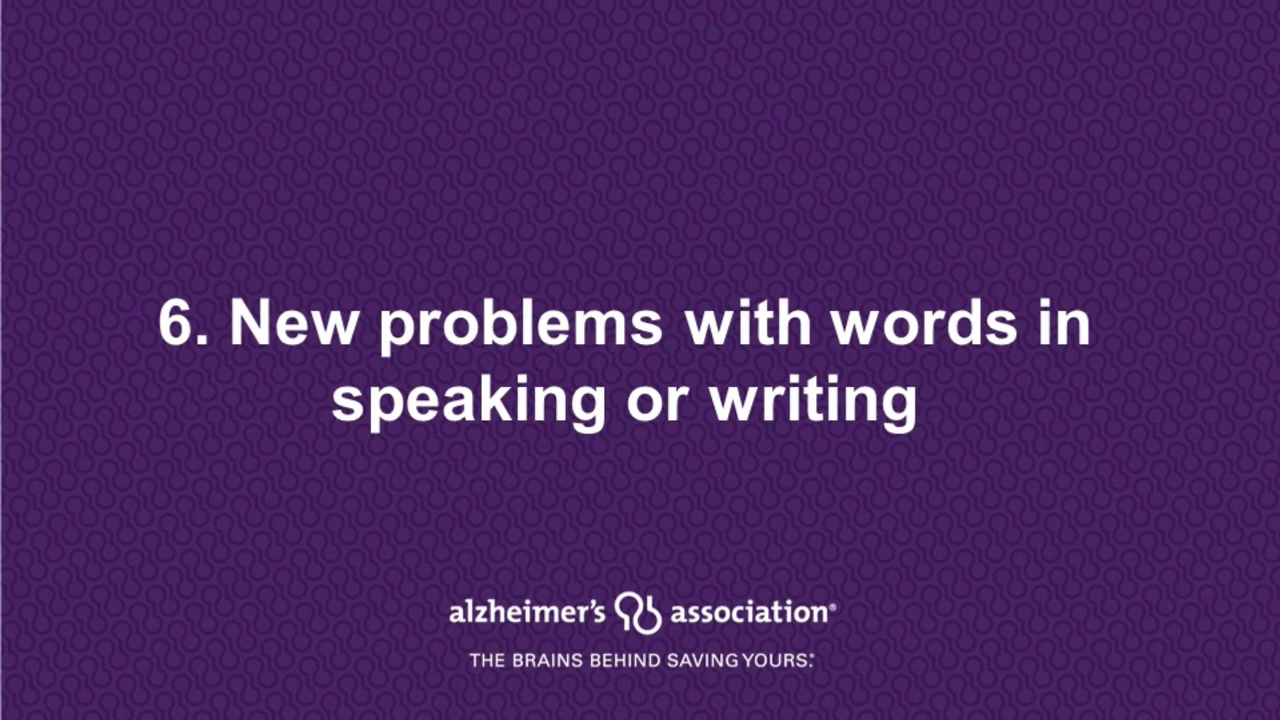 6. New problems with words in
speaking or writing
alzheimer's association®
THE BRAINS BEHIND SAVING YOURS.®